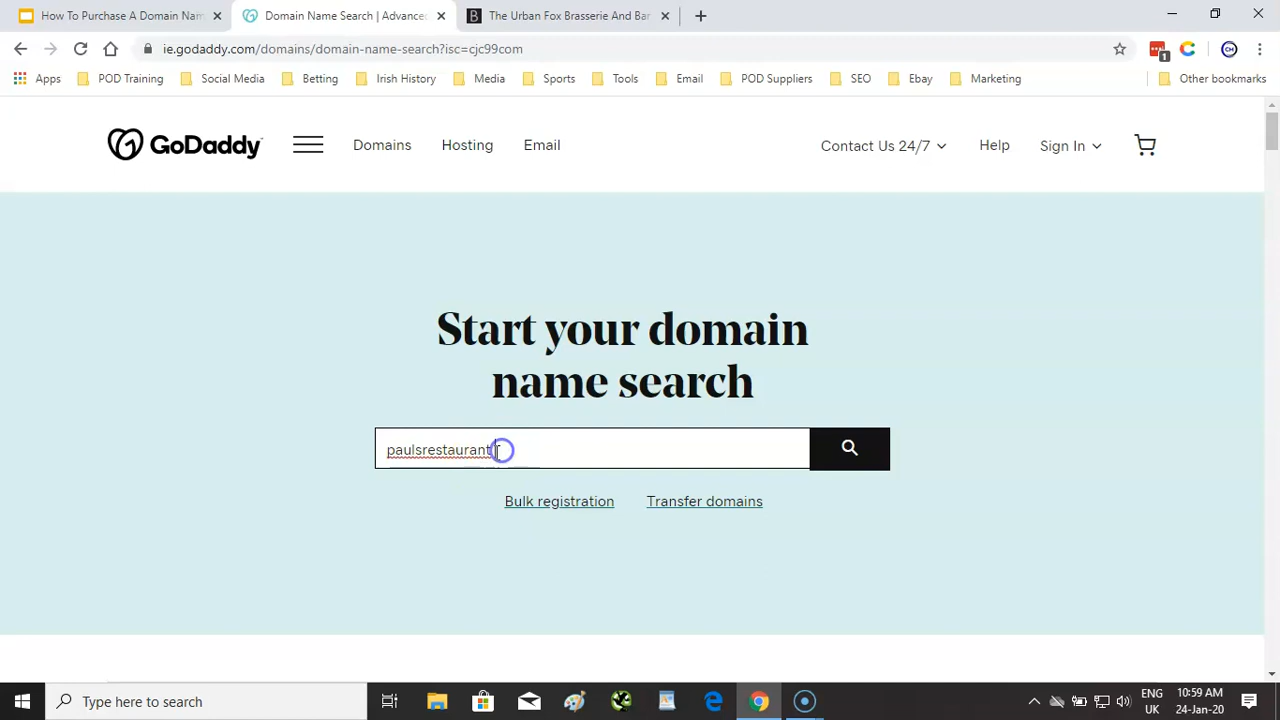 How To Purchase A Domain Nam
Domain Name Search | Advance
The Urban Fox Brasserie And Bar
ie.godaddy.com/domains/domain-name-search?isc=cjc99com
1
CH
Apps POD Training Social Media Betting Irish History Media Sports Tools Email POD Suppliers SEO Ebay Marketing Other bookmarks
GoDaddy Domains Hosting Email Contact Us 24/7 Help Sign In
Start your domain
name search
paulsrestaurant
Bulk registration Transfer domains
Type here to search
ENG
UK
10:59 AM
24-Jan-20